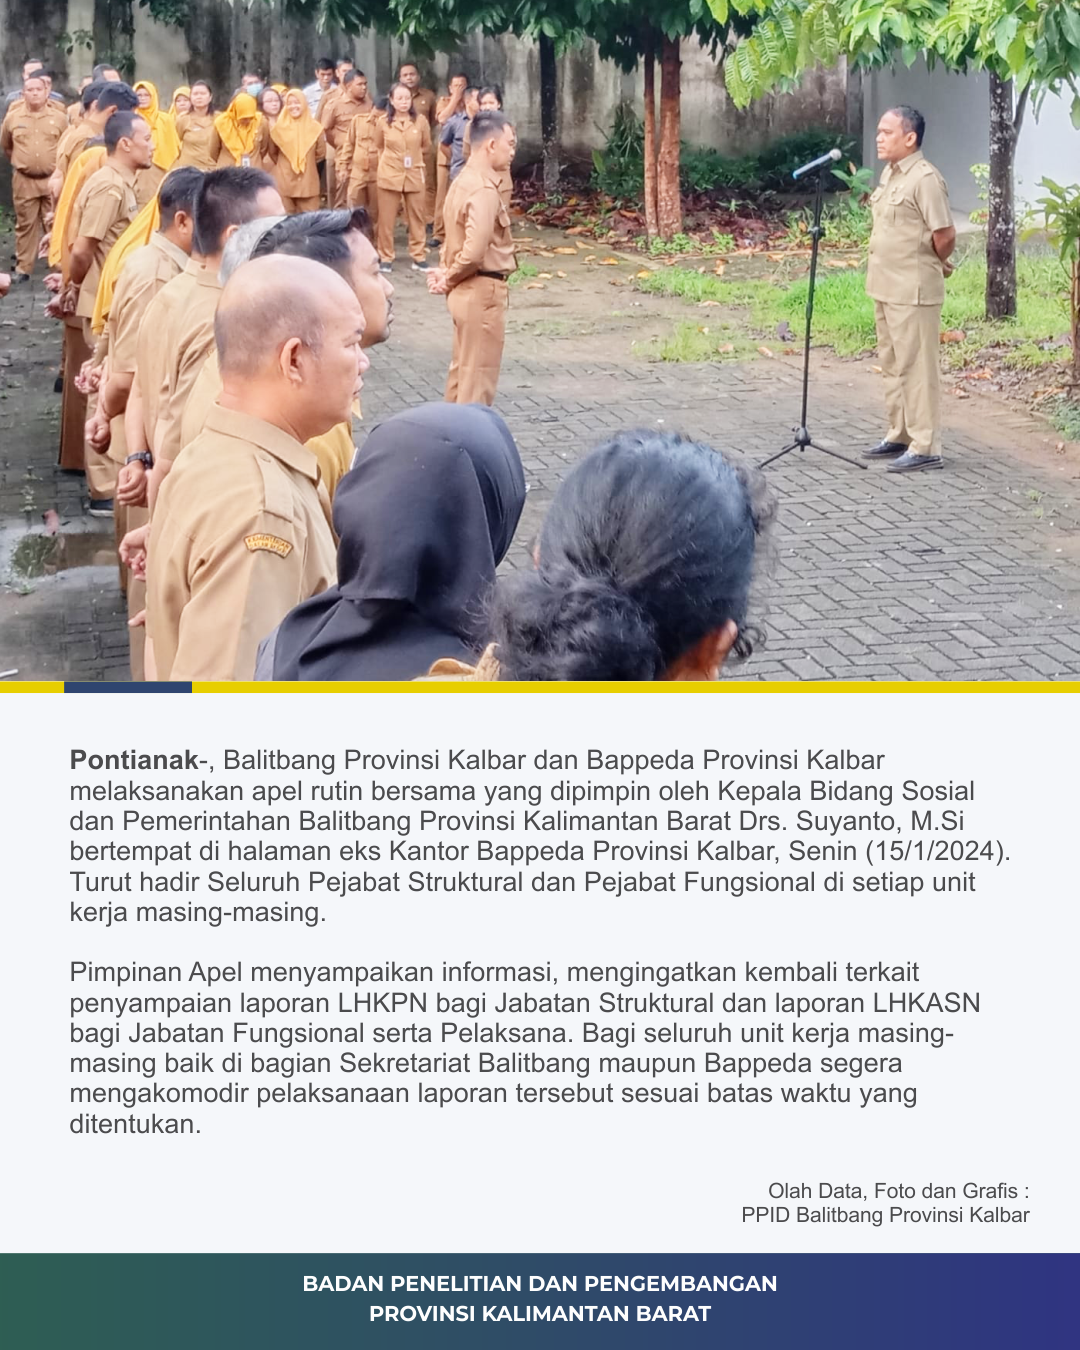 Pontianak-, Balitbang Provinsi Kalbar dan Bappeda Provinsi Kalbar
melaksanakan apel rutin bersama yang dipimpin oleh Kepala Bidang Sosial
dan Pemerintahan Balitbang Provinsi Kalimantan Barat Drs. Suyanto, M.Si
bertempat di halaman eks Kantor Bappeda Provinsi Kalbar, Senin (15/1/2024).
Turut hadir Seluruh Pejabat Struktural dan Pejabat Fungsional di setiap unit
kerja masing-masing.
Pimpinan Apel menyampaikan informasi, mengingatkan kembali terkait
penyampaian laporan LHKPN bagi Jabatan Struktural dan laporan LHKASN
bagi Jabatan Fungsional serta Pelaksana. Bagi seluruh unit kerja masing-
masing baik di bagian Sekretariat Balitbang maupun Bappeda segera
mengakomodir pelaksanaan laporan tersebut sesuai batas waktu yang
ditentukan.
Olah Data, Foto dan Grafis :
PPID Balitbang Provinsi Kalbar
BADAN PENELITIAN DAN PENGEMBANGAN
PROVINSI KALIMANTAN BARAT